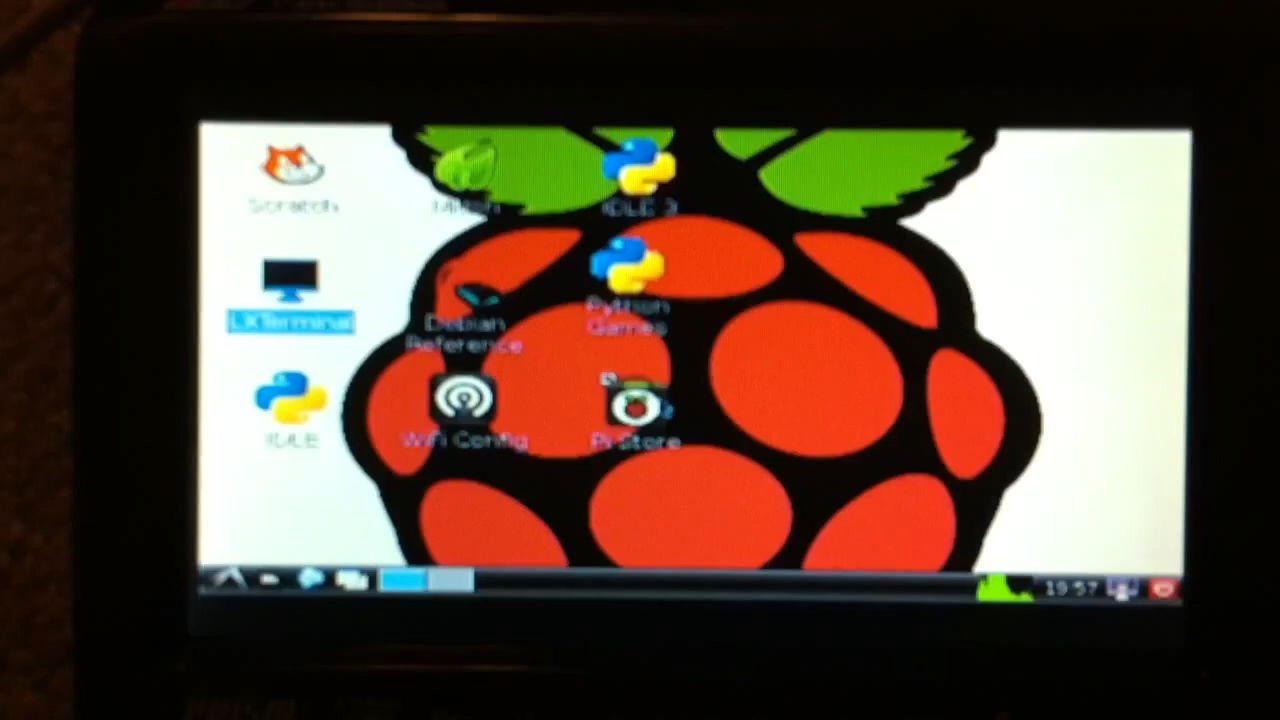 Scratch
Midori
IDLE 3
LXTerminal
Debian
Reference
Python
Games
IDLE
WiFi Config
Pi Store
19:57